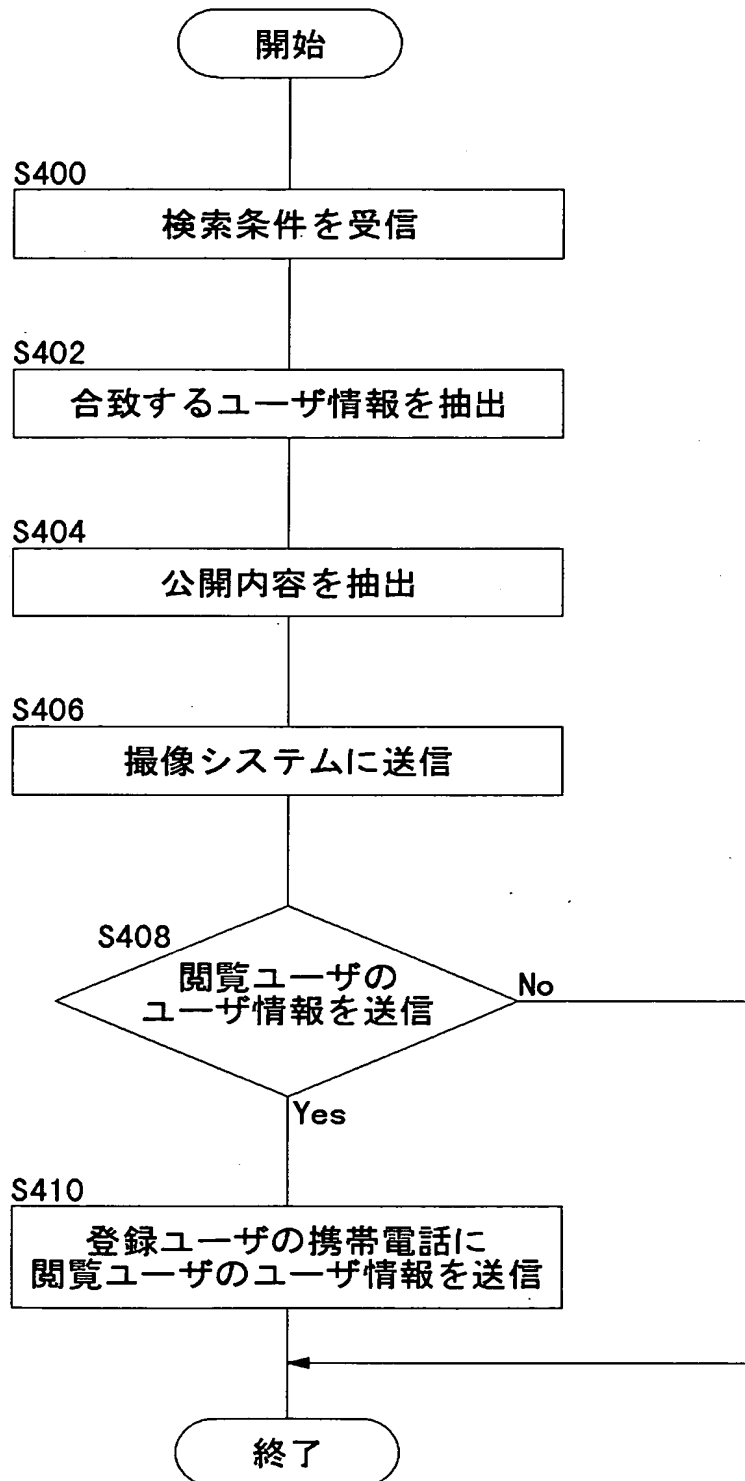 開始
S400
検索条件を受信
S402
合致するユーザ情報を抽出
S404
公開内容を抽出
S406
撮像システムに送信
S408
閲覧ユーザの
ユーザ情報を送信
No
Yes
S410
登録ユーザの携帯電話に
閲覧ユーザのユーザ情報を送信
終了